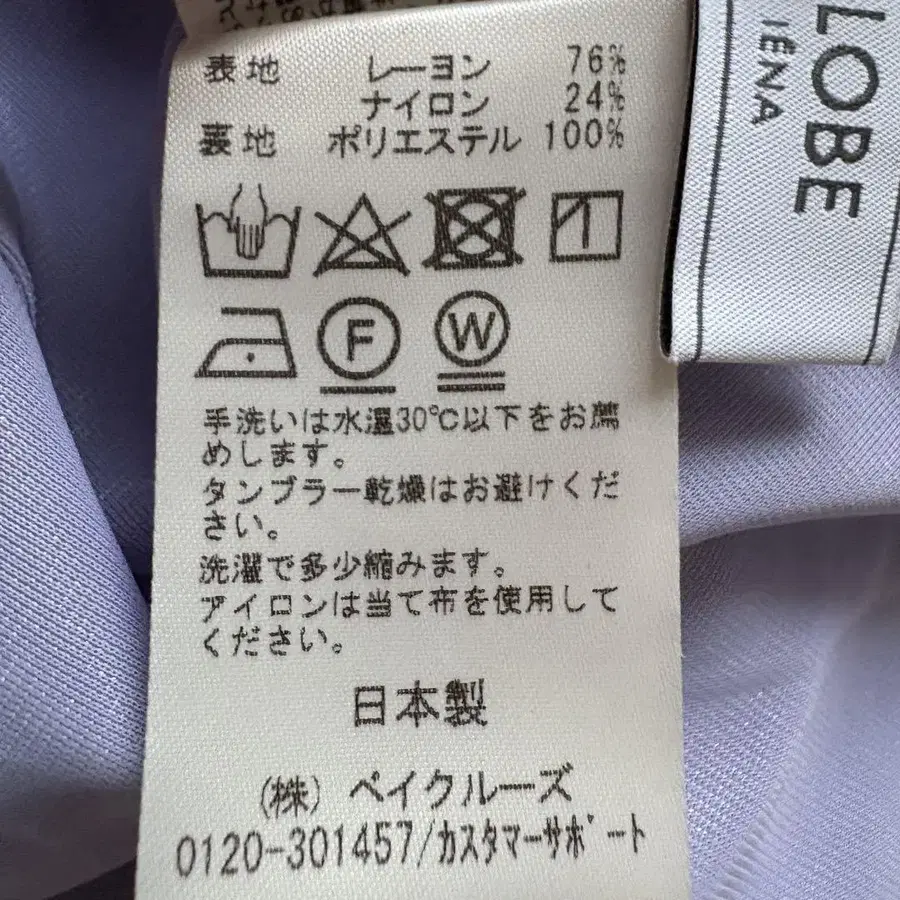 表地 レーヨン 76%
ナイロン 24%
裏地 ポリエステル 100%
F W
手洗いは水温30℃以下をお薦
めします。
タンブラー乾燥はお避けくだ
さい。
洗濯で多少縮みます。
アイロンは当て布を使用して
ください。
日本製
(株) ベイクルーズ
0120-301457/カスタマーサポート
LOBE
IÉNA